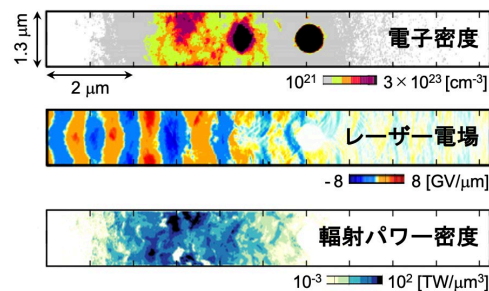 電子密度
1.3 μm
2 μm
10²¹ 3×10²³ [cm⁻³]
レーザー電場
-8 8 [GV/μm]
輻射パワー密度
10⁻³ 10² [TW/μm³]